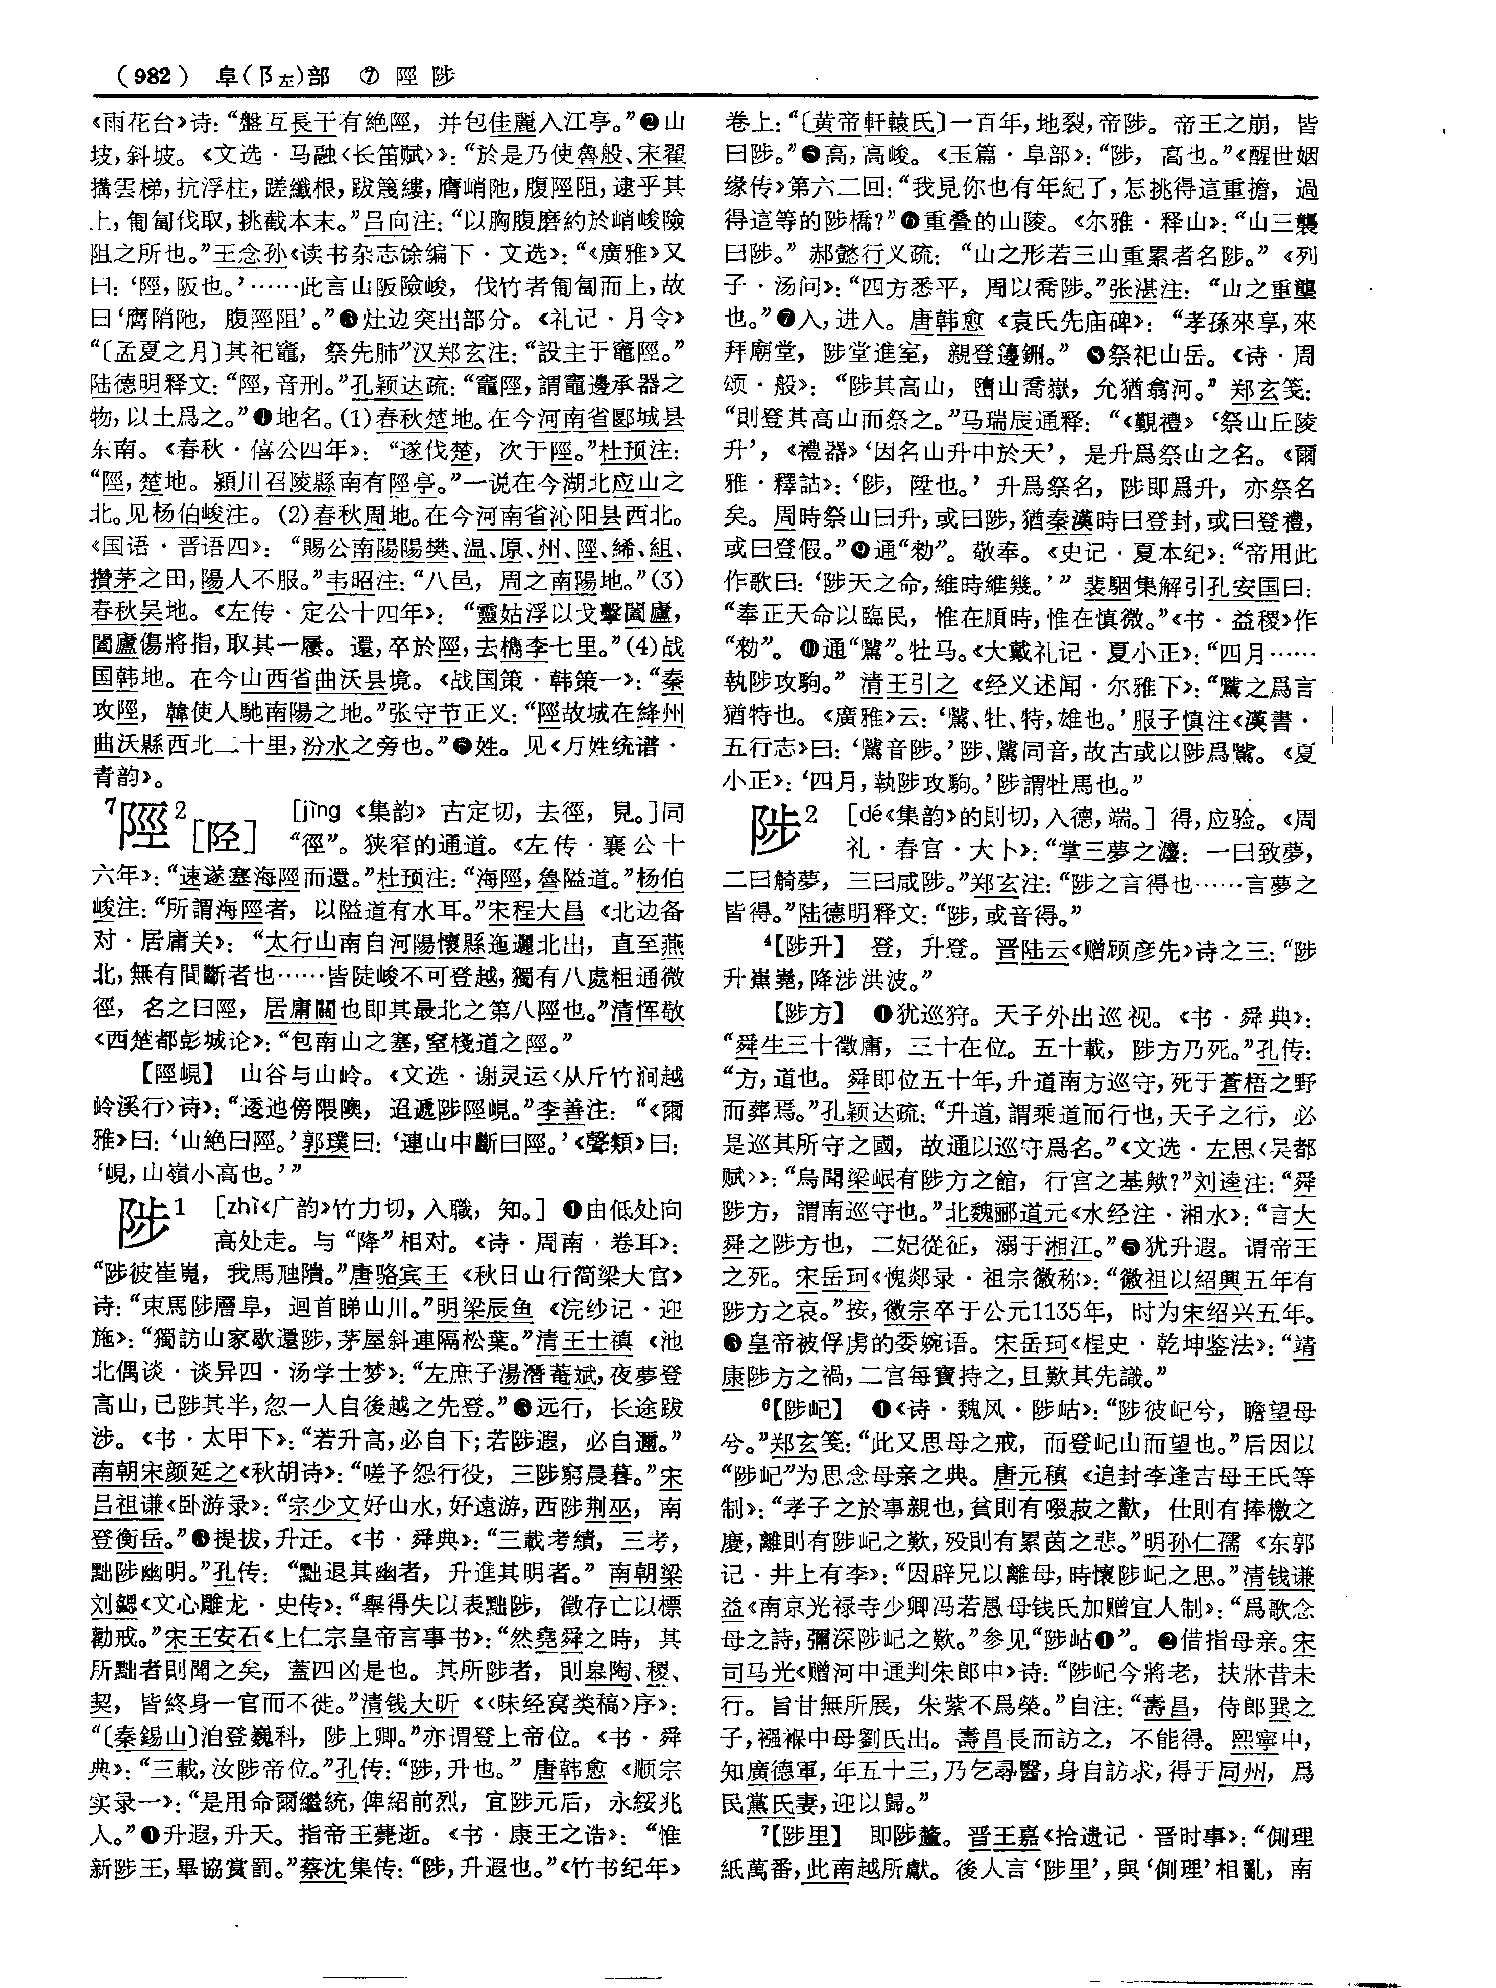 （982） 阜(阝左)部 ⑦ 陘 陟
《雨花台》诗：“盤互長干有絶陘，并包佳麗入江亭。”❷山
坡，斜坡。《文选·马融〈长笛赋〉》：“於是乃使魯般、宋翟
搆雲梯，抗浮柱，蹉纖根，跋篾縷，膺峭阤，腹陘阻，逮乎其
上，匍匐伐取，挑截本末。”吕向注：“以胸腹磨約於峭峻險
阻之所也。”王念孙《读书杂志馀编下·文选》：“《廣雅》又
曰：‘陘，阪也。’……此言山阪險峻，伐竹者匍匐而上，故
曰‘膺陗阤，腹陘阻’。”❸灶边突出部分。《礼记·月令》
“〔孟夏之月〕其祀竈，祭先肺”汉郑玄注：“設主于竈陘。”
陆德明释文：“陘，音刑。”孔颖达疏：“竈陘，謂竈邊承器之
物，以土爲之。”❹地名。(1)春秋楚地。在今河南省郾城县
东南。《春秋·僖公四年》：“遂伐楚，次于陘。”杜预注：
“陘，楚地。潁川召陵縣南有陘亭。”一说在今湖北应山之
北。见杨伯峻注。(2)春秋周地。在今河南省沁阳县西北。
《国语·晋语四》：“賜公南陽陽樊、温、原、州、陘、絺、組、
攢茅之田，陽人不服。”韦昭注：“八邑，周之南陽地。”(3)
春秋吴地。《左传·定公十四年》：“靈姑浮以戈擊闔廬，
闔廬傷將指，取其一屨。還，卒於陘，去檇李七里。”(4)战
国韩地。在今山西省曲沃县境。《战国策·韩策一》：“秦
攻陘，韓使人馳南陽之地。”张守节正义：“陘故城在絳州
曲沃縣西北二十里，汾水之旁也。”❺姓。见《万姓统谱·
青韵》。
⁷陘²［陉］ ［jìng《集韵》古定切，去徑，見。］同
“徑”。狭窄的通道。《左传·襄公十
六年》：“速遂塞海陘而還。”杜预注：“海陘，魯隘道。”杨伯
峻注：“所謂海陘者，以隘道有水耳。”宋程大昌《北边备
对·居庸关》：“太行山南自河陽懷縣迤邐北出，直至燕
北，無有間斷者也……皆陡峻不可登越，獨有八處粗通微
徑，名之曰陘，居庸關也即其最北之第八陘也。”清恽敬
《西楚都彭城论》：“包南山之塞，窒棧道之陘。”
【陘峴】 山谷与山岭。《文选·谢灵运〈从斤竹涧越
岭溪行〉诗》：“逶迆傍隈隩，迢遞陟陘峴。”李善注：“《爾
雅》曰：‘山絶曰陘。’郭璞曰：‘連山中斷曰陘。’《聲類》曰：
‘峴，山嶺小高也。’”
陟¹ ［zhì《广韵》竹力切，入職，知。］❶由低处向
高处走。与“降”相对。《诗·周南·卷耳》：
“陟彼崔嵬，我馬虺隤。”唐骆宾王《秋日山行简梁大官》
诗：“束馬陟層阜，迴首睇山川。”明梁辰鱼《浣纱记·迎
施》：“獨訪山家歇還陟，茅屋斜連隔松葉。”清王士禛《池
北偶谈·谈异四·汤学士梦》：“左庶子湯潛菴斌，夜夢登
高山，已陟其半，忽一人自後越之先登。”❷远行，长途跋
涉。《书·太甲下》：“若升高，必自下；若陟遐，必自邇。”
南朝宋颜延之《秋胡诗》：“嗟予怨行役，三陟窮晨暮。”宋
吕祖谦《卧游录》：“宗少文好山水，好遠游，西陟荆巫，南
登衡岳。”❸提拔，升迁。《书·舜典》：“三載考績，三考，
黜陟幽明。”孔传：“黜退其幽者，升進其明者。”南朝梁
刘勰《文心雕龙·史传》：“舉得失以表黜陟，徵存亡以標
勸戒。”宋王安石《上仁宗皇帝言事书》：“然堯舜之時，其
所黜者則聞之矣，蓋四凶是也。其所陟者，則皋陶、稷、
契，皆終身一官而不徙。”清钱大昕《〈味经窝类稿〉序》：
“〔秦錫山〕洎登巍科，陟上卿。”亦谓登上帝位。《书·舜
典》：“三載，汝陟帝位。”孔传：“陟，升也。”唐韩愈《顺宗
实录一》：“是用命爾繼統，俾紹前烈，宜陟元后，永綏兆
人。”❹升遐，升天。指帝王薨逝。《书·康王之诰》：“惟
新陟王，畢協賞罰。”蔡沈集传：“陟，升遐也。”《竹书纪年》
卷上：“〔黄帝軒轅氏〕一百年，地裂，帝陟。帝王之崩，皆
曰陟。”❺高，高峻。《玉篇·阜部》：“陟，高也。”《醒世姻
缘传》第六二回：“我見你也有年紀了，怎挑得這重擔，過
得這等的陟橋？”❻重叠的山陵。《尔雅·释山》：“山三襲
曰陟。”郝懿行义疏：“山之形若三山重累者名陟。”《列
子·汤问》：“四方悉平，周以喬陟。”张湛注：“山之重壟
也。”❼入，进入。唐韩愈《袁氏先庙碑》：“孝孫來享，來
拜廟堂，陟堂進室，親登籩鉶。”❽祭祀山岳。《诗·周
颂·般》：“陟其高山，嶞山喬嶽，允猶翕河。”郑玄笺：
“則登其高山而祭之。”马瑞辰通释：“《覲禮》‘祭山丘陵
升’，《禮器》‘因名山升中於天’，是升爲祭山之名。《爾
雅·釋詁》：‘陟，陞也。’升爲祭名，陟即爲升，亦祭名
矣。周時祭山曰升，或曰陟，猶秦漢時曰登封，或曰登禮，
或曰登假。”❾通“勑”。敬奉。《史记·夏本纪》：“帝用此
作歌曰：‘陟天之命，維時維幾。’”裴駰集解引孔安国曰：
“奉正天命以臨民，惟在順時，惟在慎微。”《书·益稷》作
“勑”。❿通“騭”。牡马。《大戴礼记·夏小正》：“四月……
執陟攻駒。”清王引之《经义述闻·尔雅下》：“騭之爲言
猶特也。《廣雅》云：‘騭、牡、特，雄也。’服子慎注《漢書·
五行志》曰：‘騭音陟。’陟、騭同音，故古或以陟爲騭。《夏
小正》：‘四月，執陟攻駒。’陟謂牡馬也。”
陟² ［dé《集韵》的則切，入德，端。］得，应验。《周
礼·春官·大卜》：“掌三夢之灋：一曰致夢，
二曰觭夢，三曰咸陟。”郑玄注：“陟之言得也……言夢之
皆得。”陆德明释文：“陟，或音得。”
⁴【陟升】 登，升登。晋陆云《赠顾彦先》诗之三：“陟
升嶣嶤，降涉洪波。”
【陟方】 ❶犹巡狩。天子外出巡视。《书·舜典》：
“舜生三十徵庸，三十在位。五十載，陟方乃死。”孔传：
“方，道也。舜即位五十年，升道南方巡守，死于蒼梧之野
而葬焉。”孔颖达疏：“升道，謂乘道而行也，天子之行，必
是巡其所守之國，故通以巡守爲名。”《文选·左思〈吴都
赋〉》：“烏聞梁岷有陟方之館，行宫之基歟？”刘逵注：“舜
陟方，謂南巡守也。”北魏郦道元《水经注·湘水》：“言大
舜之陟方也，二妃從征，溺于湘江。”❷犹升遐。谓帝王
之死。宋岳珂《愧郯录·祖宗徽称》：“徽祖以紹興五年有
陟方之哀。”按，徽宗卒于公元1135年，时为宋绍兴五年。
❸皇帝被俘虏的委婉语。宋岳珂《桯史·乾坤鉴法》：“靖
康陟方之禍，二宫每寶持之，且歎其先識。”
⁶【陟屺】 ❶《诗·魏风·陟岵》：“陟彼屺兮，瞻望母
兮。”郑玄笺：“此又思母之戒，而登屺山而望也。”后因以
“陟屺”为思念母亲之典。唐元稹《追封李逢吉母王氏等
制》：“孝子之於事親也，貧則有啜菽之歡，仕則有捧檄之
慶，離則有陟屺之歎，殁則有累茵之悲。”明孙仁孺《东郭
记·井上有李》：“因辟兄以離母，時懷陟屺之思。”清钱谦
益《南京光禄寺少卿冯若愚母钱氏加赠宜人制》：“爲歌念
母之詩，彌深陟屺之歎。”参见“陟岵❶”。❷借指母亲。宋
司马光《赠河中通判朱郎中》诗：“陟屺今將老，扶牀昔未
行。旨甘無所展，朱紫不爲榮。”自注：“壽昌，侍郎巽之
子，襁褓中母劉氏出。壽昌長而訪之，不能得。熙寧中，
知廣德軍，年五十三，乃乞尋醫，身自訪求，得于同州，爲
民黨氏妻，迎以歸。”
⁷【陟里】 即陟釐。晋王嘉《拾遗记·晋时事》：“側理
紙萬番，此南越所獻。後人言‘陟里’，與‘側理’相亂，南